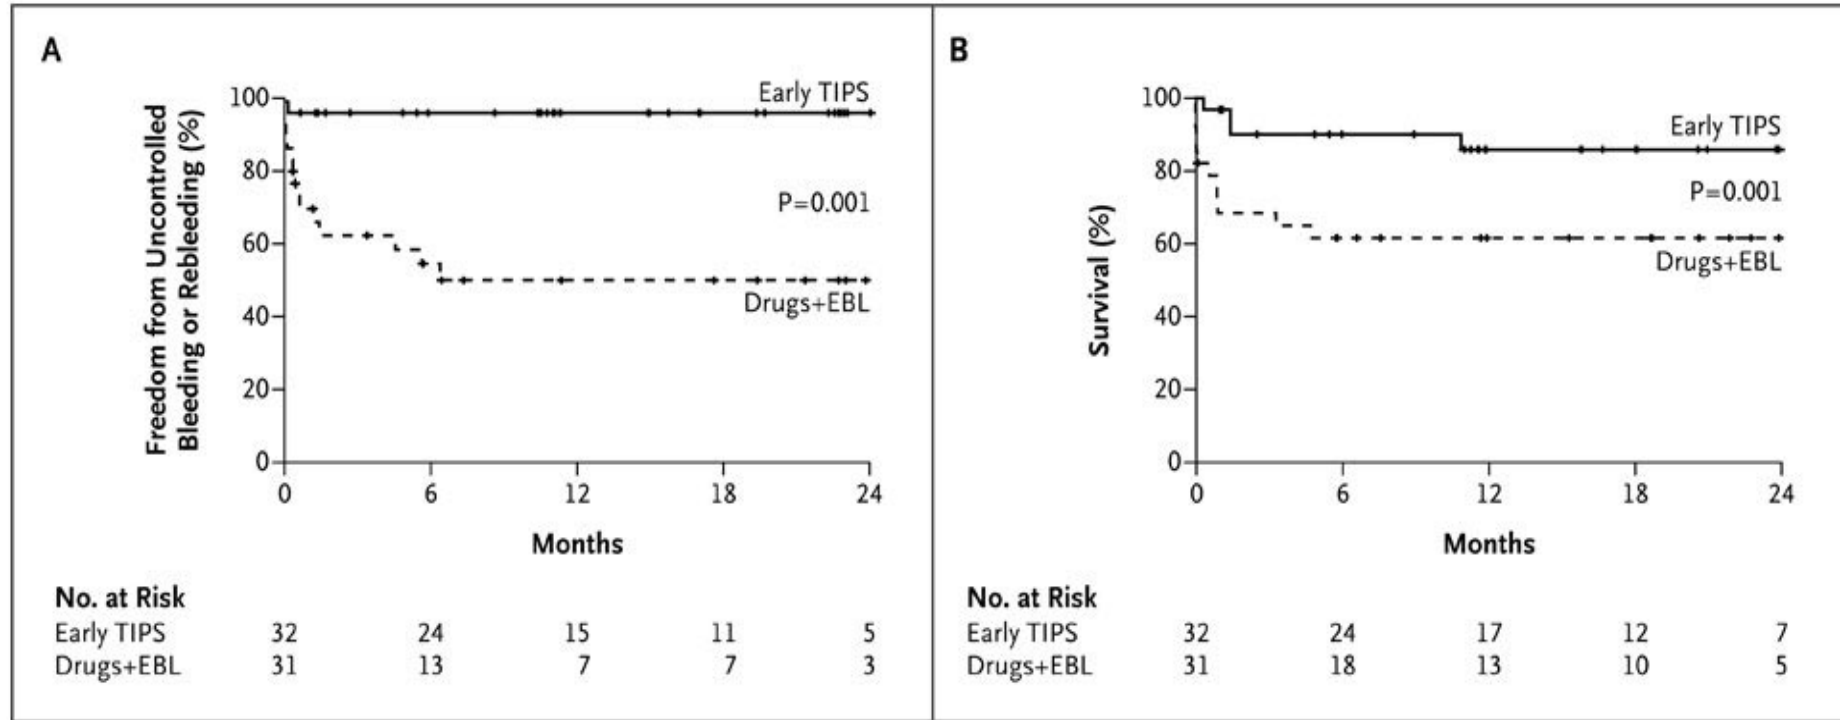 A
Freedom from Uncontrolled
Bleeding or Rebleeding (%)
100
80
60
40
20
0
Early TIPS
P=0.001
Drugs+EBL
0 6 12 18 24
Months
No. at Risk
Early TIPS 32 24 15 11 5
Drugs+EBL 31 13 7 7 3
B
Survival (%)
100
80
60
40
20
0
Early TIPS
P=0.001
Drugs+EBL
0 6 12 18 24
Months
No. at Risk
Early TIPS 32 24 17 12 7
Drugs+EBL 31 18 13 10 5